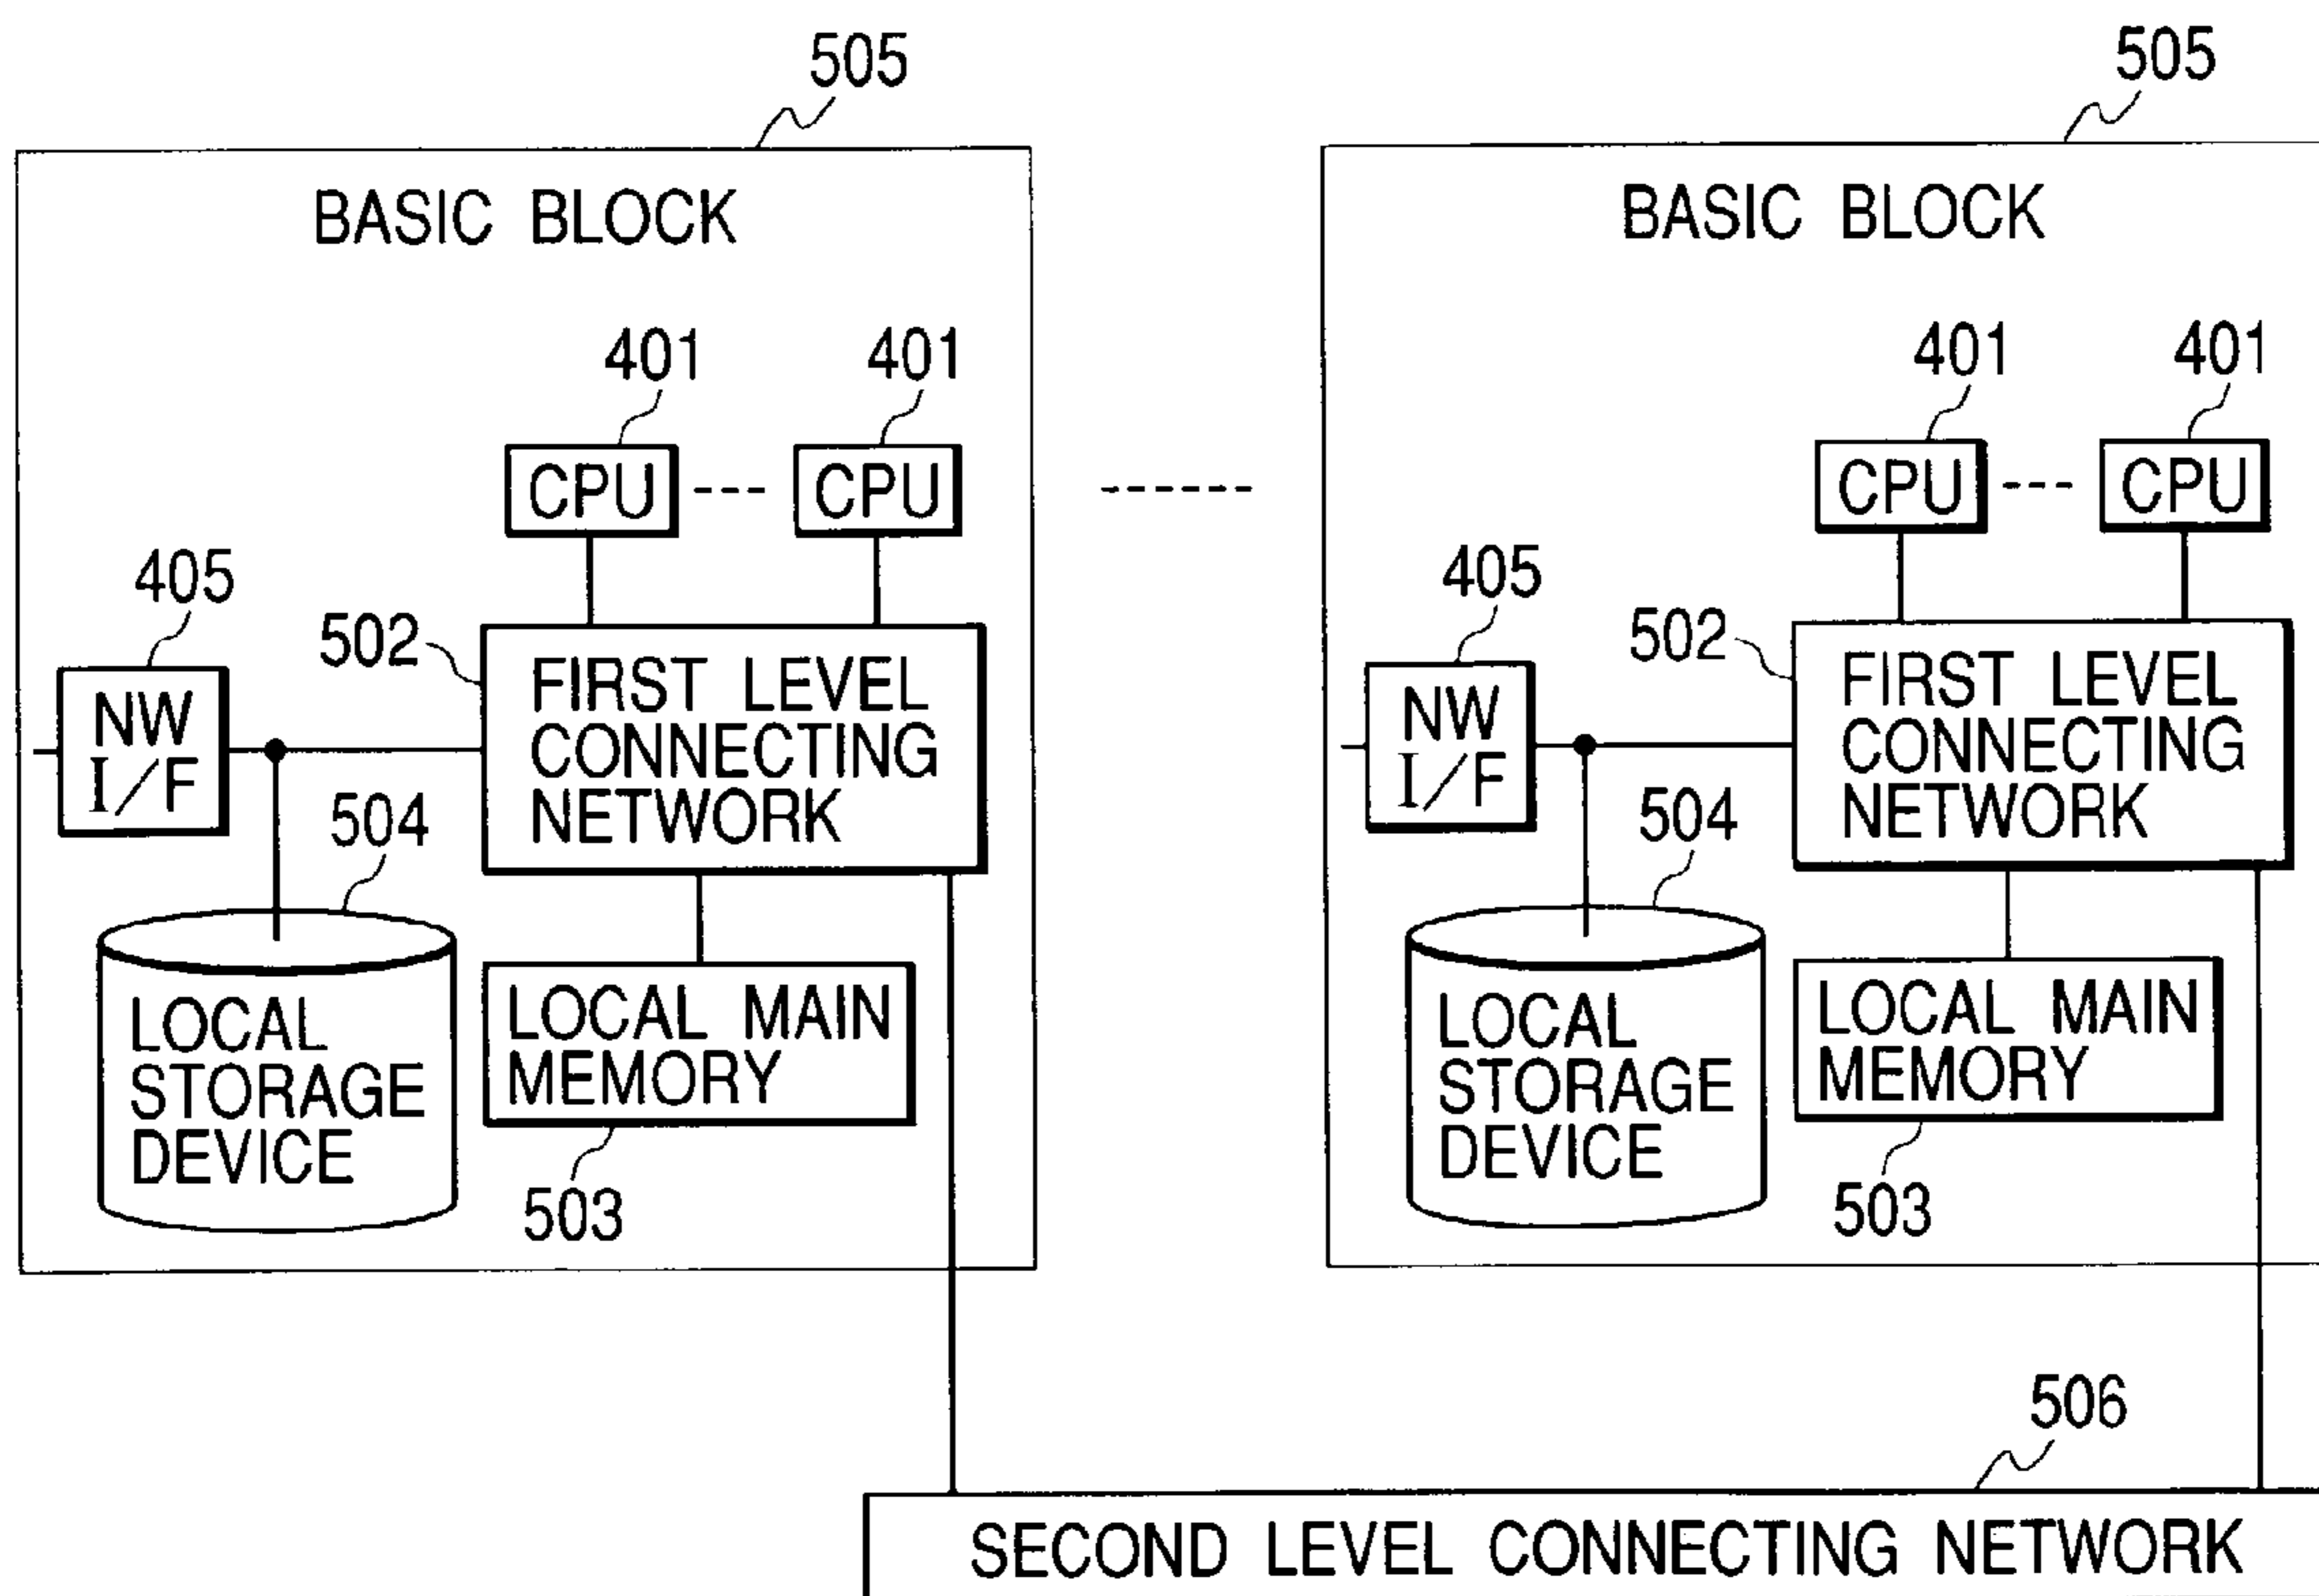 505
BASIC BLOCK
401
401
CPU
CPU
405
502
NW
I/F
FIRST LEVEL
CONNECTING
NETWORK
504
LOCAL
STORAGE
DEVICE
LOCAL MAIN
MEMORY
503
505
BASIC BLOCK
401
401
CPU
CPU
405
502
NW
I/F
FIRST LEVEL
CONNECTING
NETWORK
504
LOCAL
STORAGE
DEVICE
LOCAL MAIN
MEMORY
503
506
SECOND LEVEL CONNECTING NETWORK